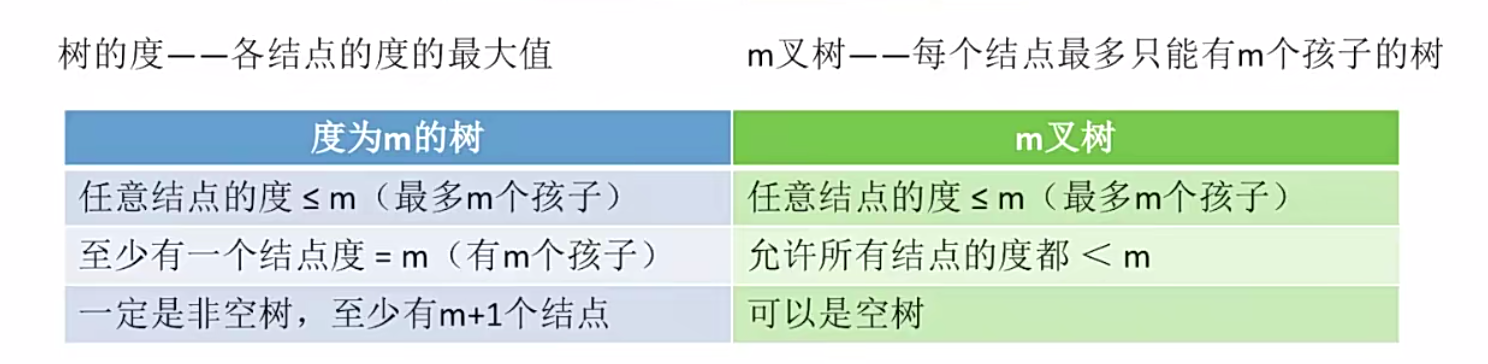 树的度——各结点的度的最大值
m叉树——每个结点最多只能有m个孩子的树
度为m的树
m叉树
任意结点的度 ≤ m（最多m个孩子）
任意结点的度 ≤ m（最多m个孩子）
至少有一个结点度 = m（有m个孩子）
允许所有结点的度都 ＜ m
一定是非空树，至少有m+1个结点
可以是空树